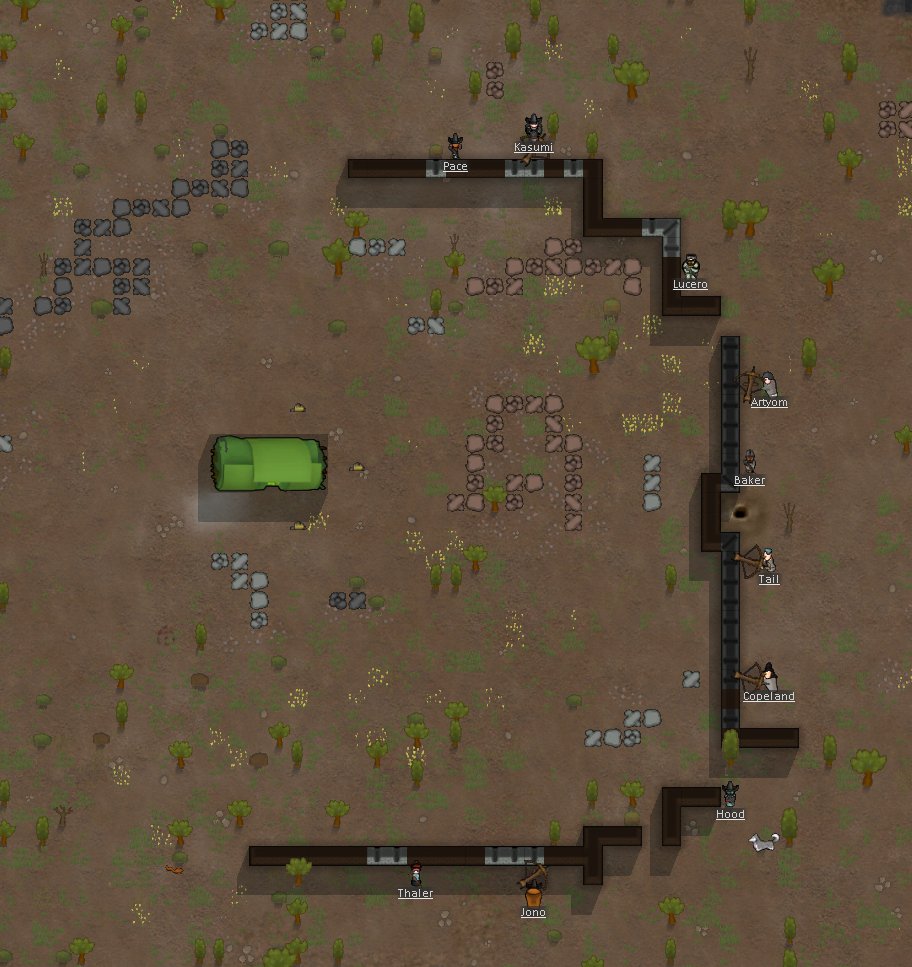 Kasumi
Pace
Lucero
Artyom
Baker
Tail
Copeland
Hood
Thaler
Jono